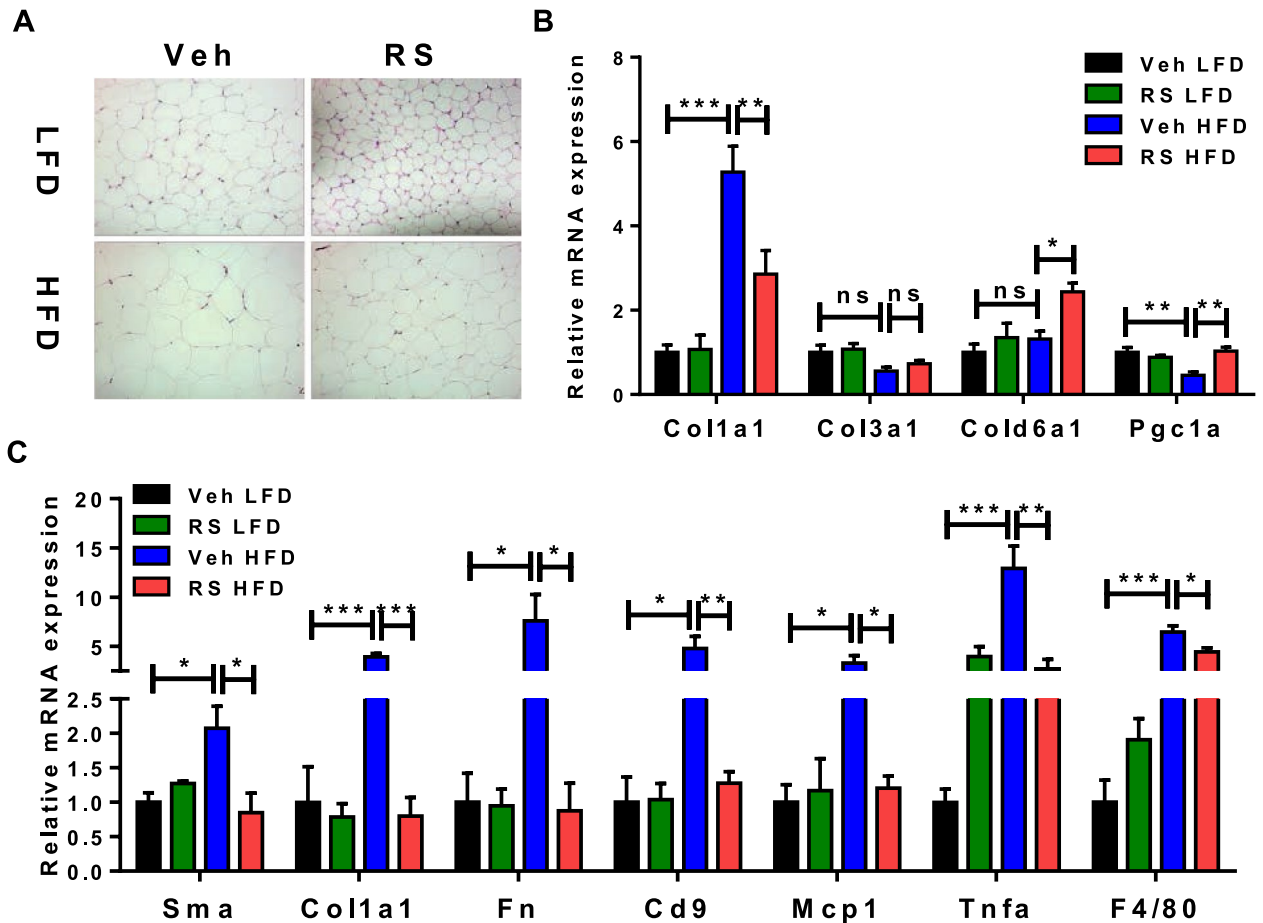 A
Veh RS
LFD
HFD
B
Relative mRNA expression
8
6
4
2
0
Veh LFD
RS LFD
Veh HFD
RS HFD
*** **
ns ns
ns *
** **
Col1a1 Col3a1 Cold6a1 Pgc1a
C
Relative mRNA expression
20
15
10
5
2.5
2.0
1.5
1.0
0.5
0.0
Veh LFD
RS LFD
Veh HFD
RS HFD
* *
*** ***
* *
* **
* *
*** **
*** *
Sma Col1a1 Fn Cd9 Mcp1 Tnfa F4/80